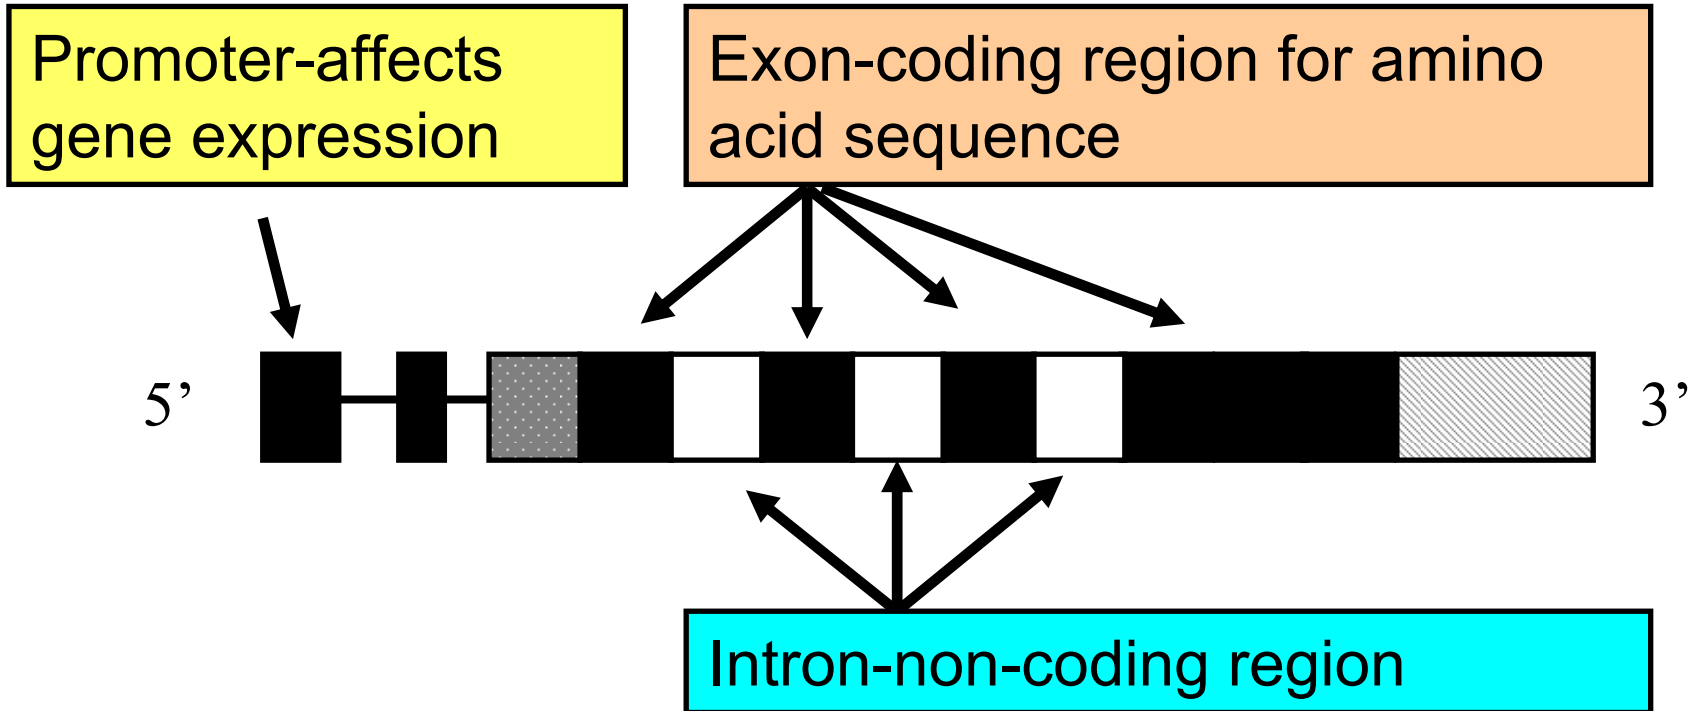 Promoter-affects
gene expression
Exon-coding region for amino
acid sequence
5’
3’
Intron-non-coding region